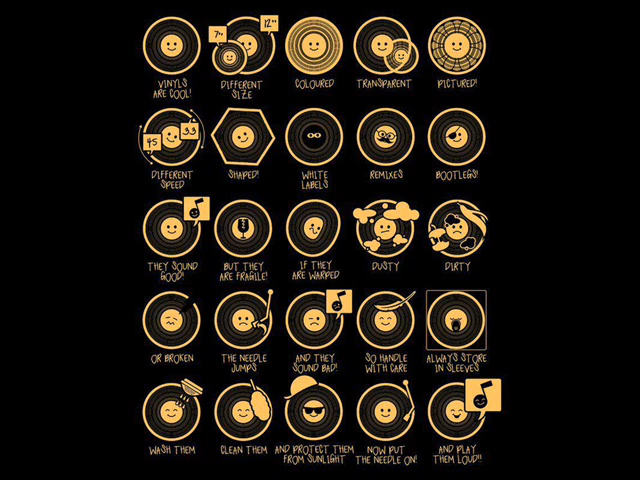 7"
12"
VINYLS
ARE COOL!
DIFFERENT
SIZE
COLOURED
TRANSPARENT
PICTURED!
45
33
DIFFERENT
SPEED
SHAPED!
WHITE
LABELS
REMIXES
BOOTLEGS!
THEY SOUND
GOOD!
BUT THEY
ARE FRAGILE!
IF THEY
ARE WARPED
DUSTY
DIRTY
OR BROKEN
THE NEEDLE
JUMPS
AND THEY
SOUND BAD!
SO HANDLE
WITH CARE
ALWAYS STORE
IN SLEEVES
WASH THEM
CLEAN THEM
AND PROTECT THEM
FROM SUNLIGHT
NOW PUT
THE NEEDLE ON!
AND PLAY
THEM LOUD!!